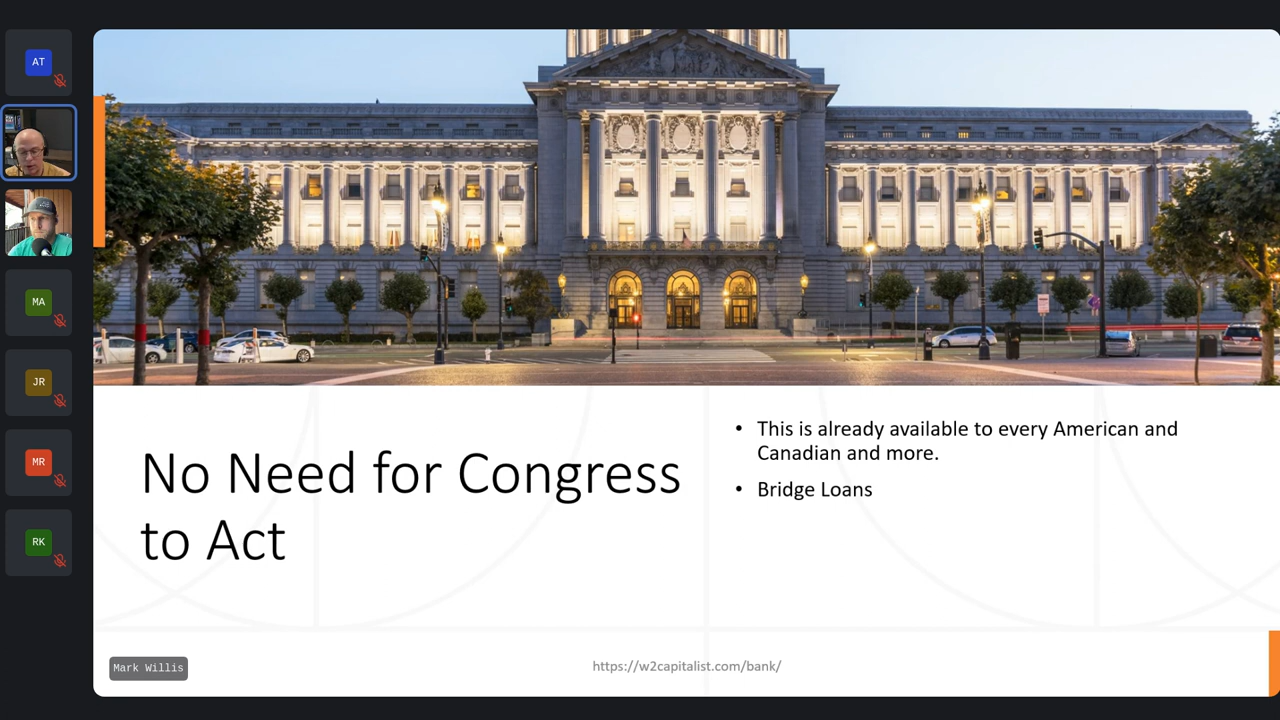 AT
MA
JR
MR
RK
No Need for Congress
to Act
• This is already available to every American and
Canadian and more.
• Bridge Loans
Mark Willis
https://w2capitalist.com/bank/